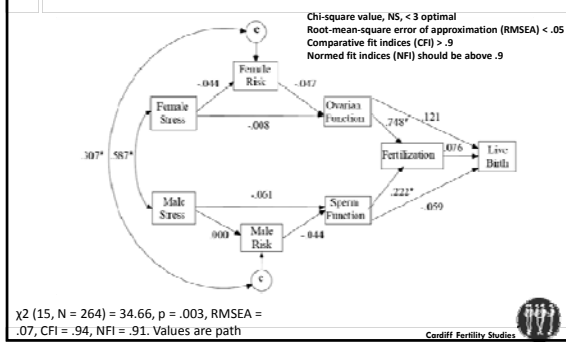 Chi-square value, NS, < 3 optimal
Root-mean-square error of approximation (RMSEA) < .05
Comparative fit indices (CFI) > .9
Normed fit indices (NFI) should be above .9
e
Female
Risk
-.044
-.047
Female
Stress
Ovarian
Function
.121
-.008
.748*
Fertilization
.076
Live
Birth
.307*
.587*
Male
Stress
-.051
Sperm
Function
.222*
-.059
.000
Male
Risk
-.044
e
χ2 (15, N = 264) = 34.66, p = .003, RMSEA =
.07, CFI = .94, NFI = .91. Values are path
Cardiff Fertility Studies